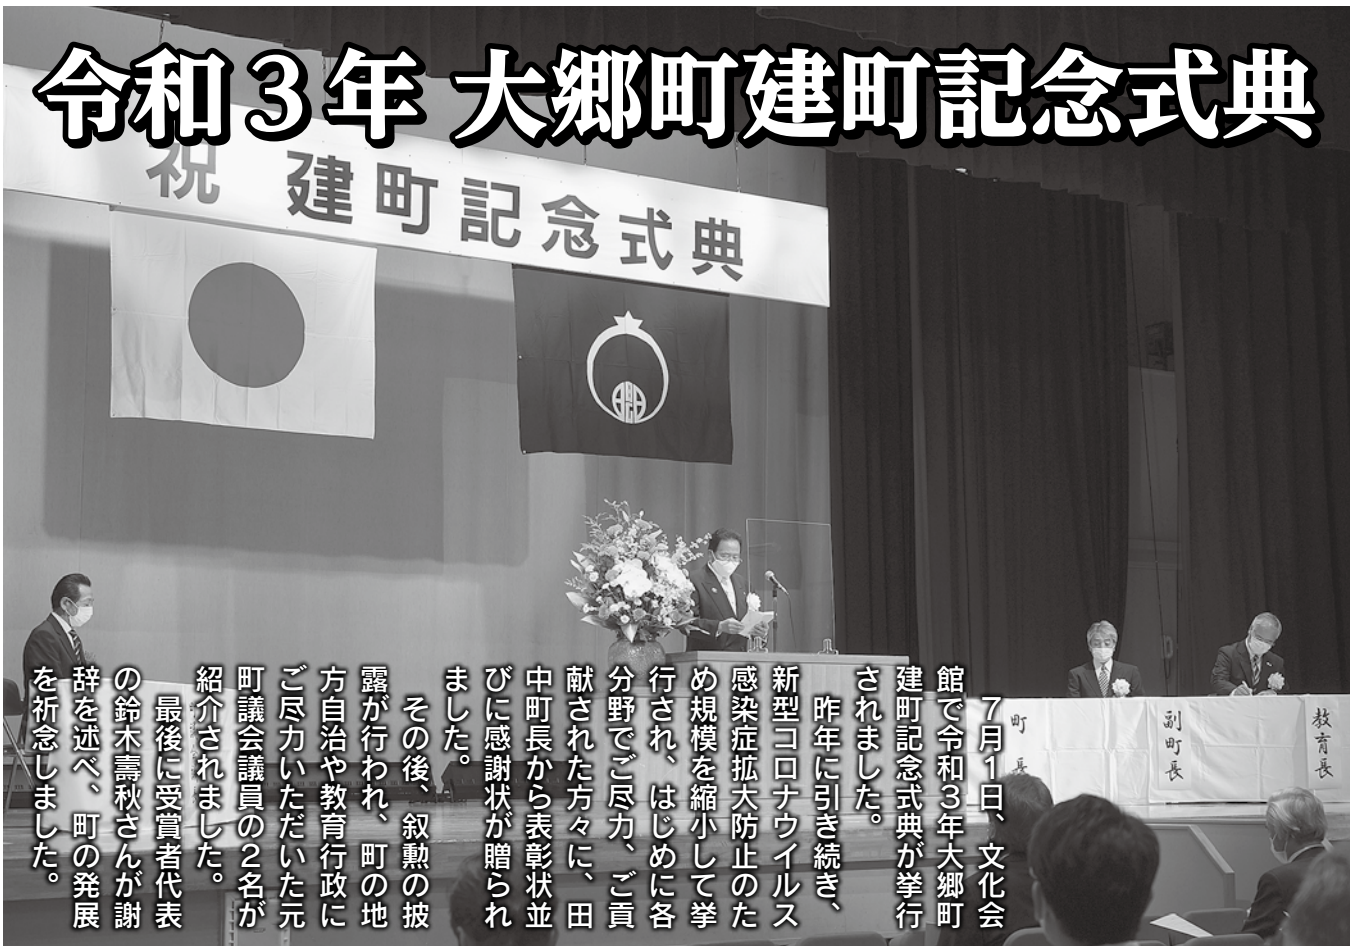 令和３年 大郷町建町記念式典
祝 建町記念式典
７月１日、文化会
館で令和３年大郷町
建町記念式典が挙行
されました。
昨年に引き続き、
新型コロナウイルス
感染症拡大防止のた
め規模を縮小して挙
行され、はじめに各
分野でご尽力、ご貢
献された方々に、田
中町長から表彰状並
びに感謝状が贈られ
ました。
その後、叙勲の披
露が行われ、町の地
方自治や教育行政に
ご尽力いただいた元
町議会議員の２名が
紹介されました。
最後に受賞者代表
の鈴木壽秋さんが謝
辞を述べ、町の発展
を祈念しました。
町長
副町長
教育長